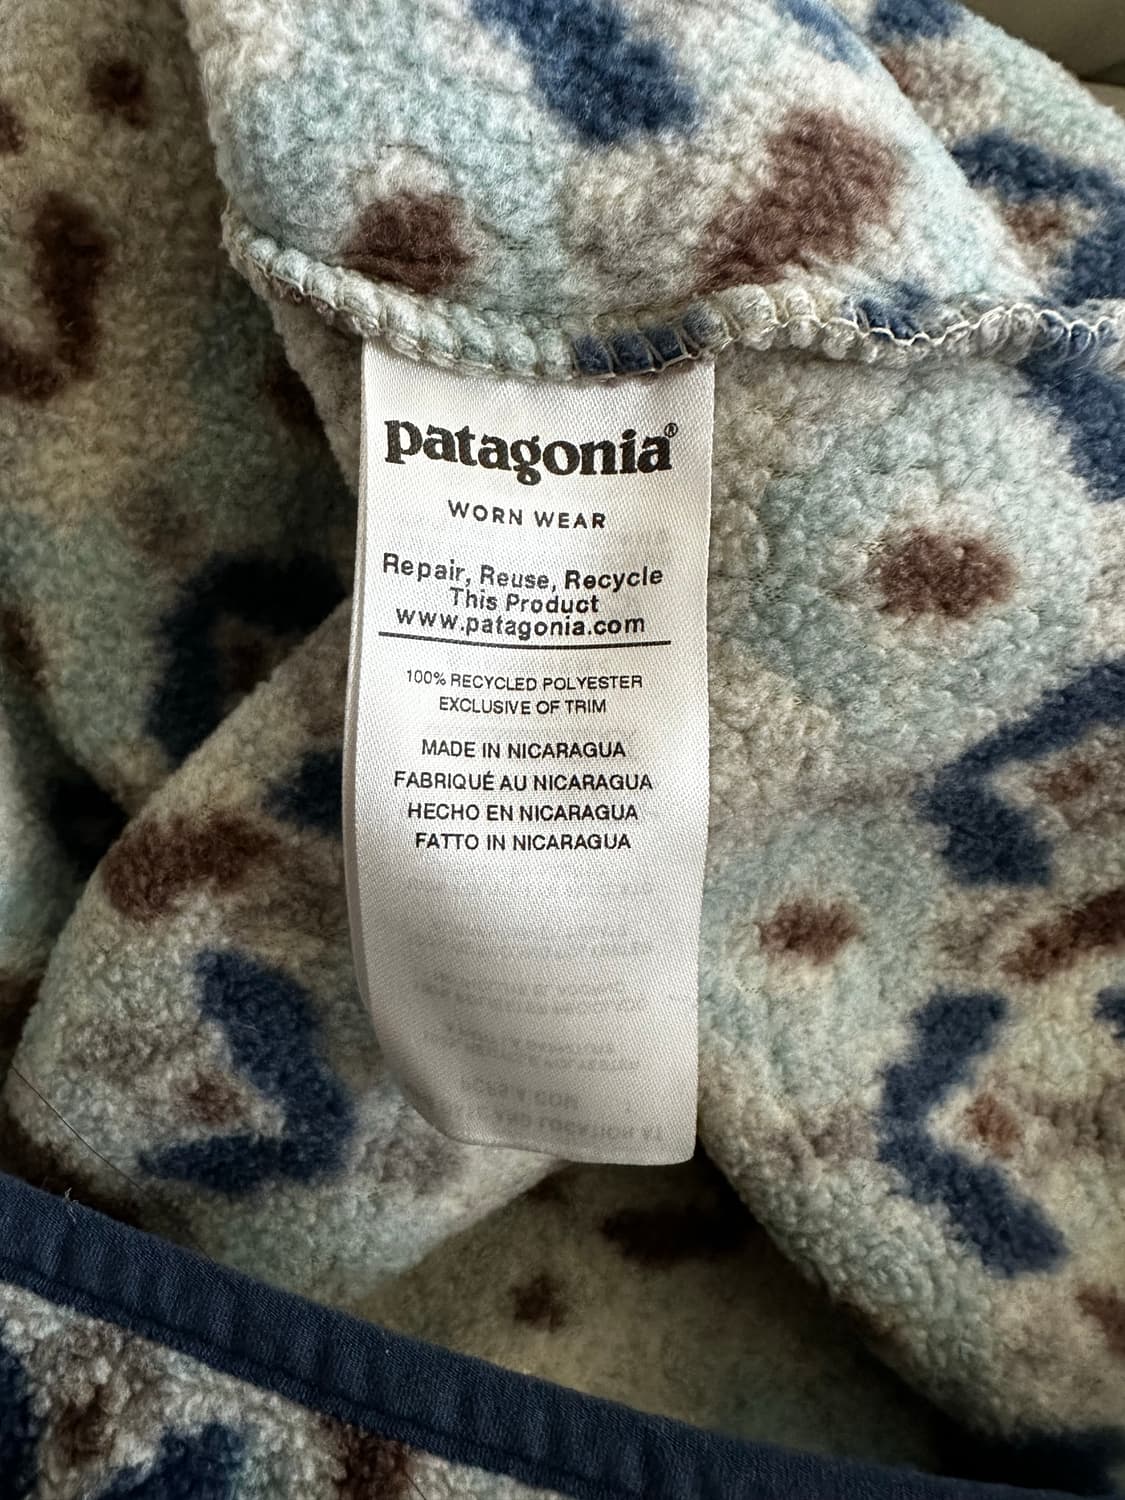 patagonia®
WORN WEAR
Repair, Reuse, Recycle
This Product
www.patagonia.com
100% RECYCLED POLYESTER
EXCLUSIVE OF TRIM
MADE IN NICARAGUA
FABRIQUÉ AU NICARAGUA
HECHO EN NICARAGUA
FATTO IN NICARAGUA